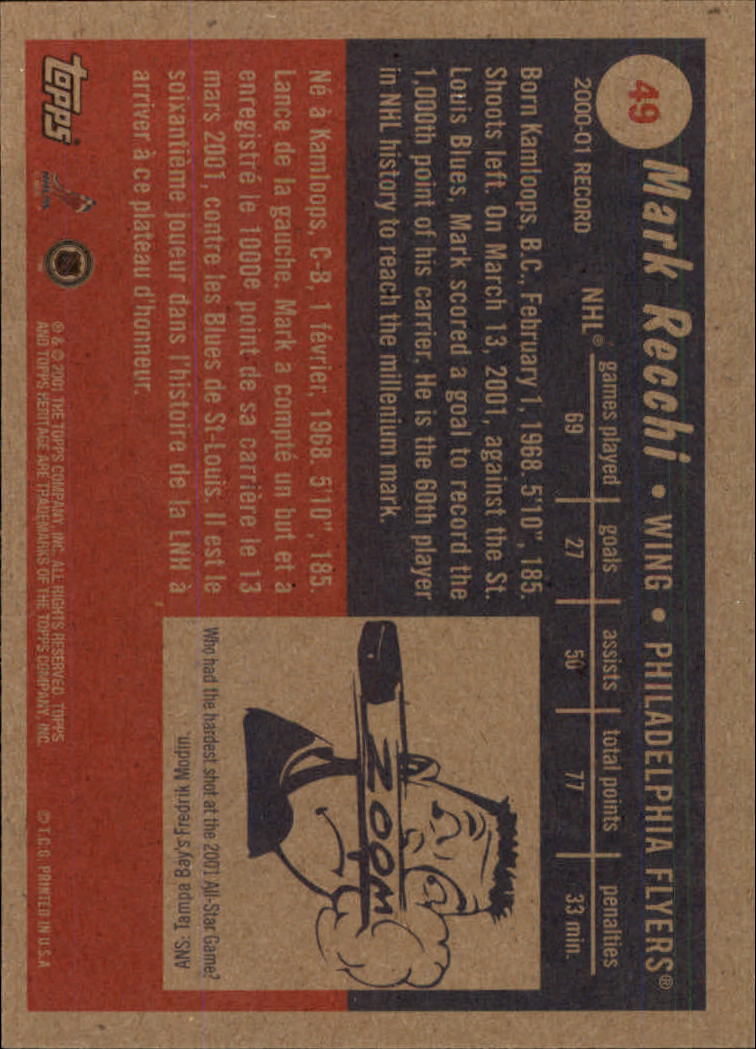 49
Mark Recchi • WING • PHILADELPHIA FLYERS®
2000-01 RECORD
games played goals assists total points penalties
NHL® 69 27 50 77 33 min.
Born Kamloops, B.C., February 1, 1968. 5'10", 185.
Shoots left. On March 13, 2001, against the St.
Louis Blues, Mark scored a goal to record the
1,000th point of his carrier. He is the 60th player
in NHL history to reach the millenium mark.
Né à Kamloops, C-B, 1 février, 1968. 5'10", 185.
Lance de la gauche. Mark a compté un but et a
enregistré le 1000e point de sa carrière le 13
mars 2001, contre les Blues de St-Louis. Il est le
soixantième joueur dans l'histoire de la LNH à
arriver à ce plateau d'honneur.
ZOOM
Who had the hardest shot at the 2001 All-Star Game?
ANS: Tampa Bay's Fredrik Modin.
topps®
NHLPA
NHL
® & © 2001 THE TOPPS COMPANY, INC. ALL RIGHTS RESERVED. TOPPS
AND TOPPS HERITAGE ARE TRADEMARKS OF THE TOPPS COMPANY, INC.
© T.C.G. PRINTED IN U.S.A.